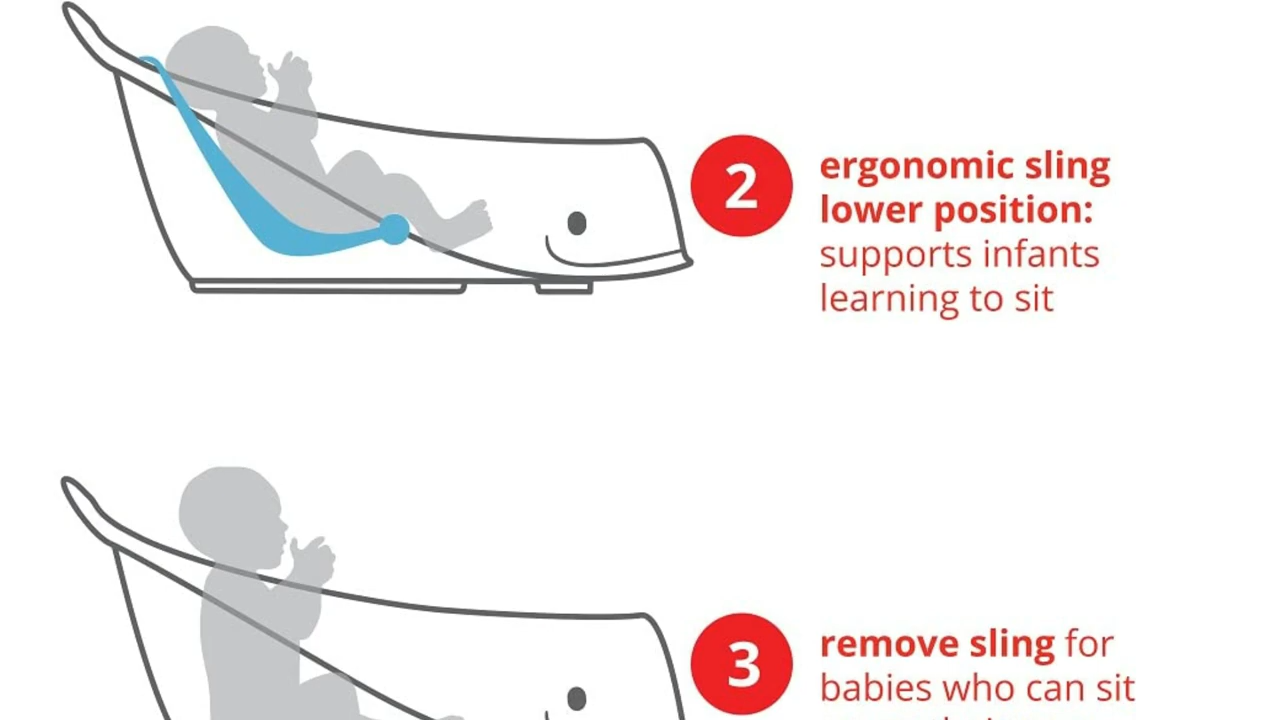 2
ergonomic sling
lower position:
supports infants
learning to sit
3
remove sling for
babies who can sit